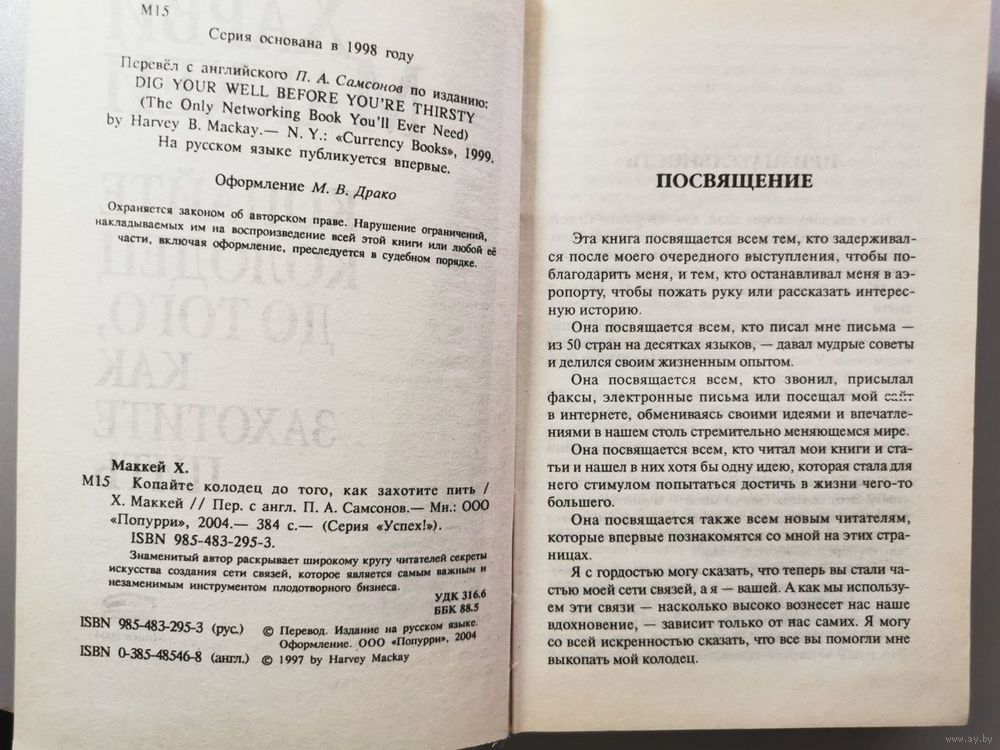 М15
Серия основана в 1998 году
Перевёл с английского П. А. Самсонов по изданию:
DIG YOUR WELL BEFORE YOU'RE THIRSTY
(The Only Networking Book You'll Ever Need)
by Harvey B. Mackay.— N. Y.: «Currency Books», 1999.
На русском языке публикуется впервые.
Оформление М. В. Драко
Охраняется законом об авторском праве. Нарушение ограничений,
накладываемых им на воспроизведение всей этой книги или любой её
части, включая оформление, преследуется в судебном порядке.
Маккей Х.
М15 Копайте колодец до того, как захотите пить /
Х. Маккей // Пер. с англ. П. А. Самсонов.— Мн.: ООО
«Попурри», 2004.— 384 с.— (Серия «Успех!»).
ISBN 985-483-295-3.
Знаменитый автор раскрывает широкому кругу читателей секреты
искусства создания сети связей, которое является самым важным и
незаменимым инструментом плодотворного бизнеса.
УДК 316.6
ББК 88.5
ISBN 985-483-295-3 (рус.) © Перевод. Издание на русском языке.
Оформление. ООО «Попурри», 2004
ISBN 0-385-48546-8 (англ.) © 1997 by Harvey Mackay
ПОСВЯЩЕНИЕ
Эта книга посвящается всем тем, кто задерживал-
ся после моего очередного выступления, чтобы по-
благодарить меня, и тем, кто останавливал меня в аэ-
ропорту, чтобы пожать руку или рассказать интерес-
ную историю.
Она посвящается всем, кто писал мне письма —
из 50 стран на десятках языков, — давал мудрые советы
и делился своим жизненным опытом.
Она посвящается всем, кто звонил, присылал
факсы, электронные письма или посещал мой сайт
в интернете, обмениваясь своими идеями и впечатле-
ниями в нашем столь стремительно меняющемся мире.
Она посвящается всем, кто читал мои книги и ста-
тьи и нашел в них хотя бы одну идею, которая стала для
него стимулом попытаться достичь в жизни чего-то
большего.
Она посвящается также всем новым читателям,
которые впервые познакомятся со мной на этих стра-
ницах.
Я с гордостью могу сказать, что теперь вы стали ча-
стью моей сети связей, а я — вашей. А как мы использу-
ем эти связи — насколько высоко вознесет нас наше
вдохновение, — зависит только от нас самих. Я могу
со всей искренностью сказать, что все вы помогли мне
выкопать мой колодец.
www.ay.by